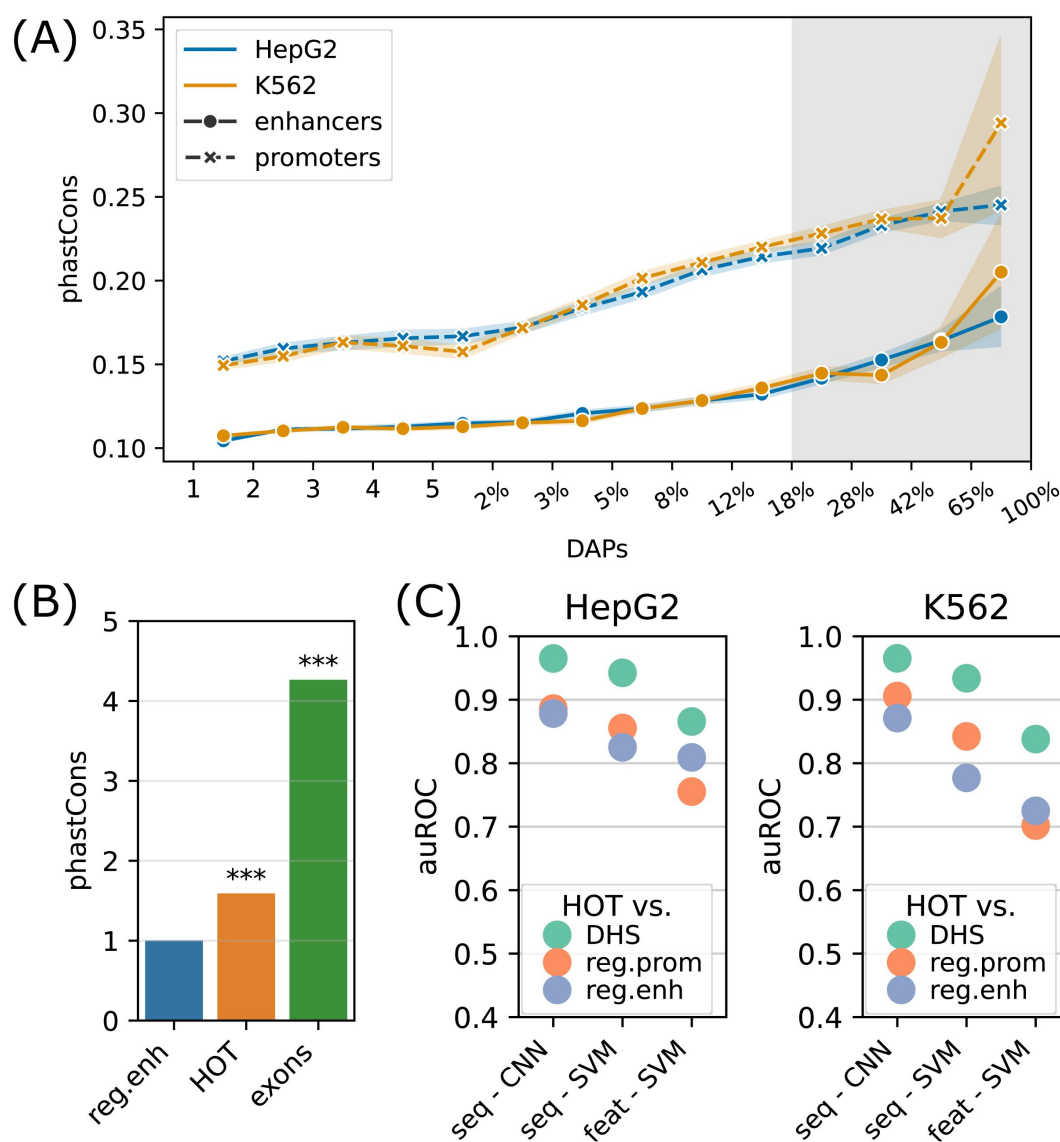 (A)
0.35
0.30
0.25
0.20
0.15
0.10
phastCons
HepG2
K562
enhancers
promoters
1 2 3 4 5 2% 3% 5% 8% 12% 18% 28% 42% 65% 100%
DAPs
(B)
5
4
3
2
1
0
phastCons
***
***
reg.enh HOT exons
(C)
HepG2
1.0
0.9
0.8
0.7
0.6
0.5
0.4
auROC
HOT vs.
DHS
reg.prom
reg.enh
seq - CNN seq - SVM feat - SVM
K562
1.0
0.9
0.8
0.7
0.6
0.5
0.4
auROC
HOT vs.
DHS
reg.prom
reg.enh
seq - CNN seq - SVM feat - SVM